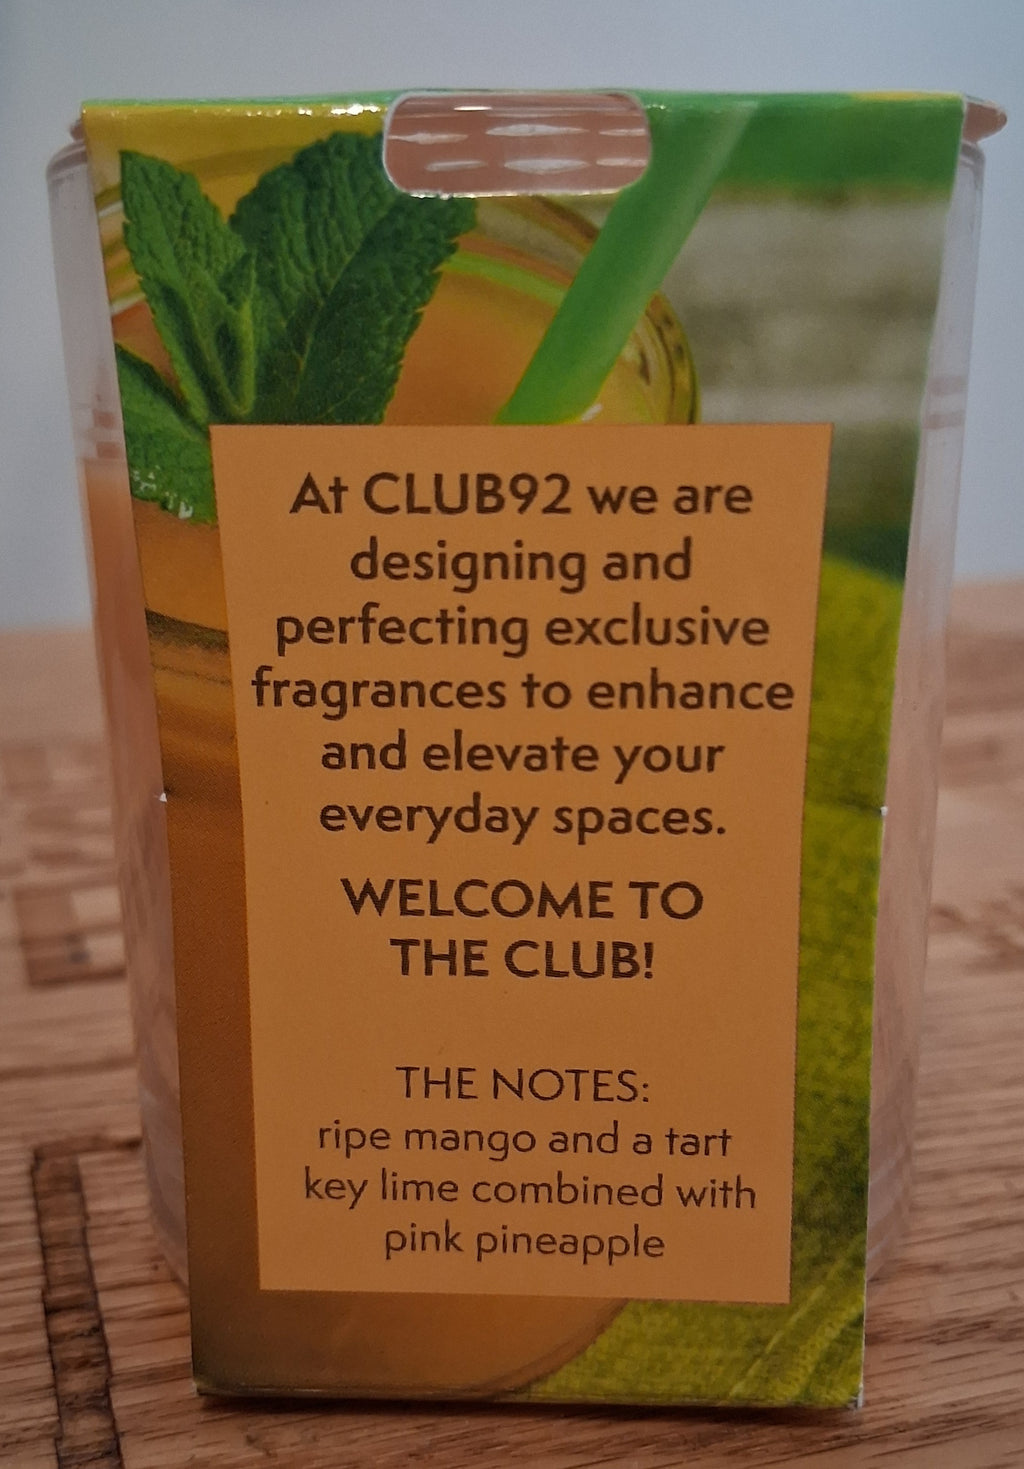 At CLUB92 we are
designing and
perfecting exclusive
fragrances to enhance
and elevate your
everyday spaces.
WELCOME TO
THE CLUB!
THE NOTES:
ripe mango and a tart
key lime combined with
pink pineapple